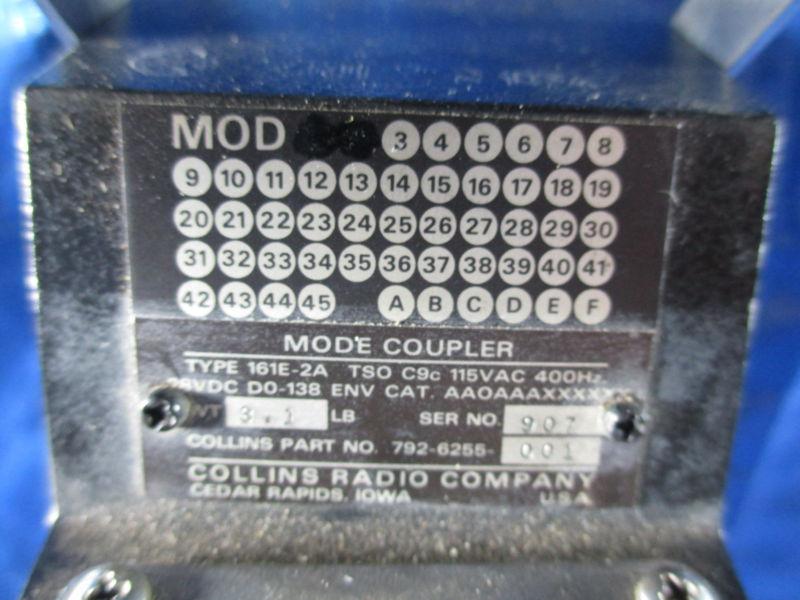 MOD 3 4 5 6 7 8
9 10 11 12 13 14 15 16 17 18 19
20 21 22 23 24 25 26 27 28 29 30
31 32 33 34 35 36 37 38 39 40 41
42 43 44 45 A B C D E F
MODE COUPLER
TYPE 161E-2A TSO C9c 115VAC 400Hz
28VDC DO-138 ENV CAT. AAOAAAXXXXXX
WT 3.1 LB SER NO. 907
COLLINS PART NO. 792-6255-001
COLLINS RADIO COMPANY
CEDAR RAPIDS, IOWA USA